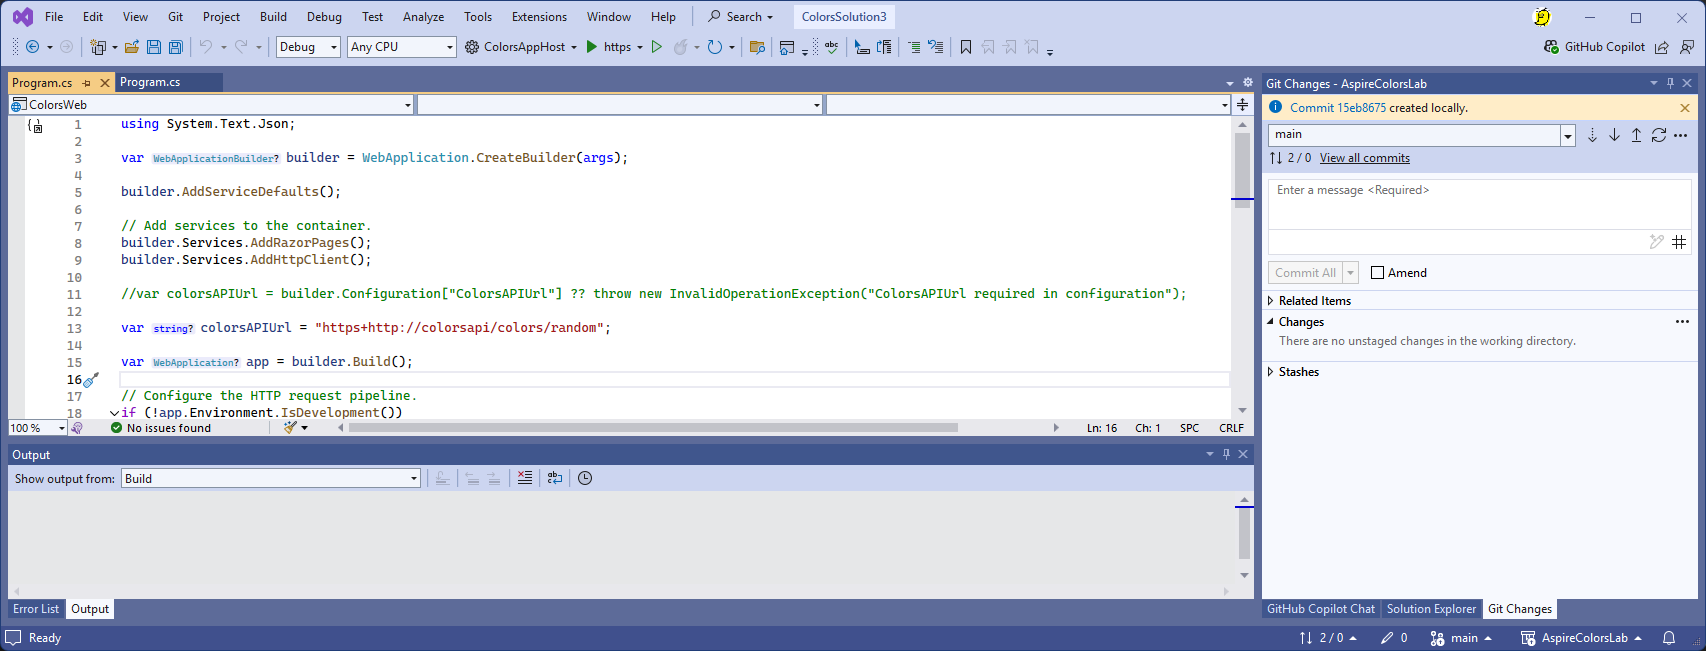 File Edit View Git Project Build Debug Test Analyze Tools Extensions Window Help Search ColorsSolution3
Debug Any CPU ColorsAppHost https abc GitHub Copilot
Program.cs Program.cs
ColorsWeb
1 using System.Text.Json;
2
3 var WebApplicationBuilder? builder = WebApplication.CreateBuilder(args);
4
5 builder.AddServiceDefaults();
6
7 // Add services to the container.
8 builder.Services.AddRazorPages();
9 builder.Services.AddHttpClient();
10
11 //var colorsAPIUrl = builder.Configuration["ColorsAPIUrl"] ?? throw new InvalidOperationException("ColorsAPIUrl required in configuration");
12
13 var string? colorsAPIUrl = "https+http://colorsapi/colors/random";
14
15 var WebApplication? app = builder.Build();
16
17 // Configure the HTTP request pipeline.
18 if (!app.Environment.IsDevelopment())
100 % No issues found Ln: 16 Ch: 1 SPC CRLF
Output
Show output from: Build
Error List Output
Git Changes - AspireColorsLab
Commit 15eb8675 created locally.
main
2 / 0 View all commits
Enter a message <Required>
Commit All Amend
Related Items
Changes
There are no unstaged changes in the working directory.
Stashes
GitHub Copilot Chat Solution Explorer Git Changes
Ready 2 / 0 0 main AspireColorsLab